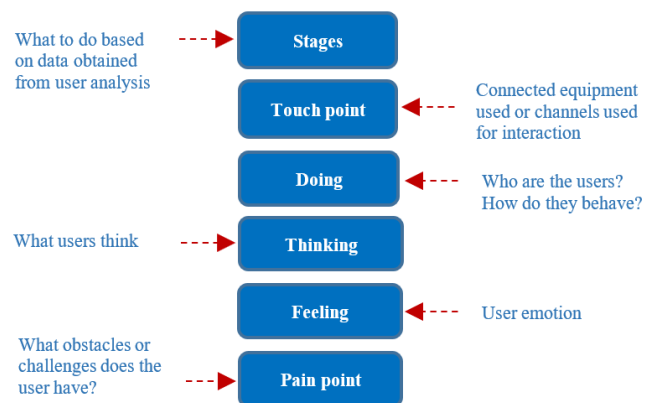 What to do based
on data obtained
from user analysis
Stages
Touch point
Connected equipment
used or channels used
for interaction
Doing
Who are the users?
How do they behave?
What users think
Thinking
Feeling
User emotion
What obstacles or
challenges does the
user have?
Pain point